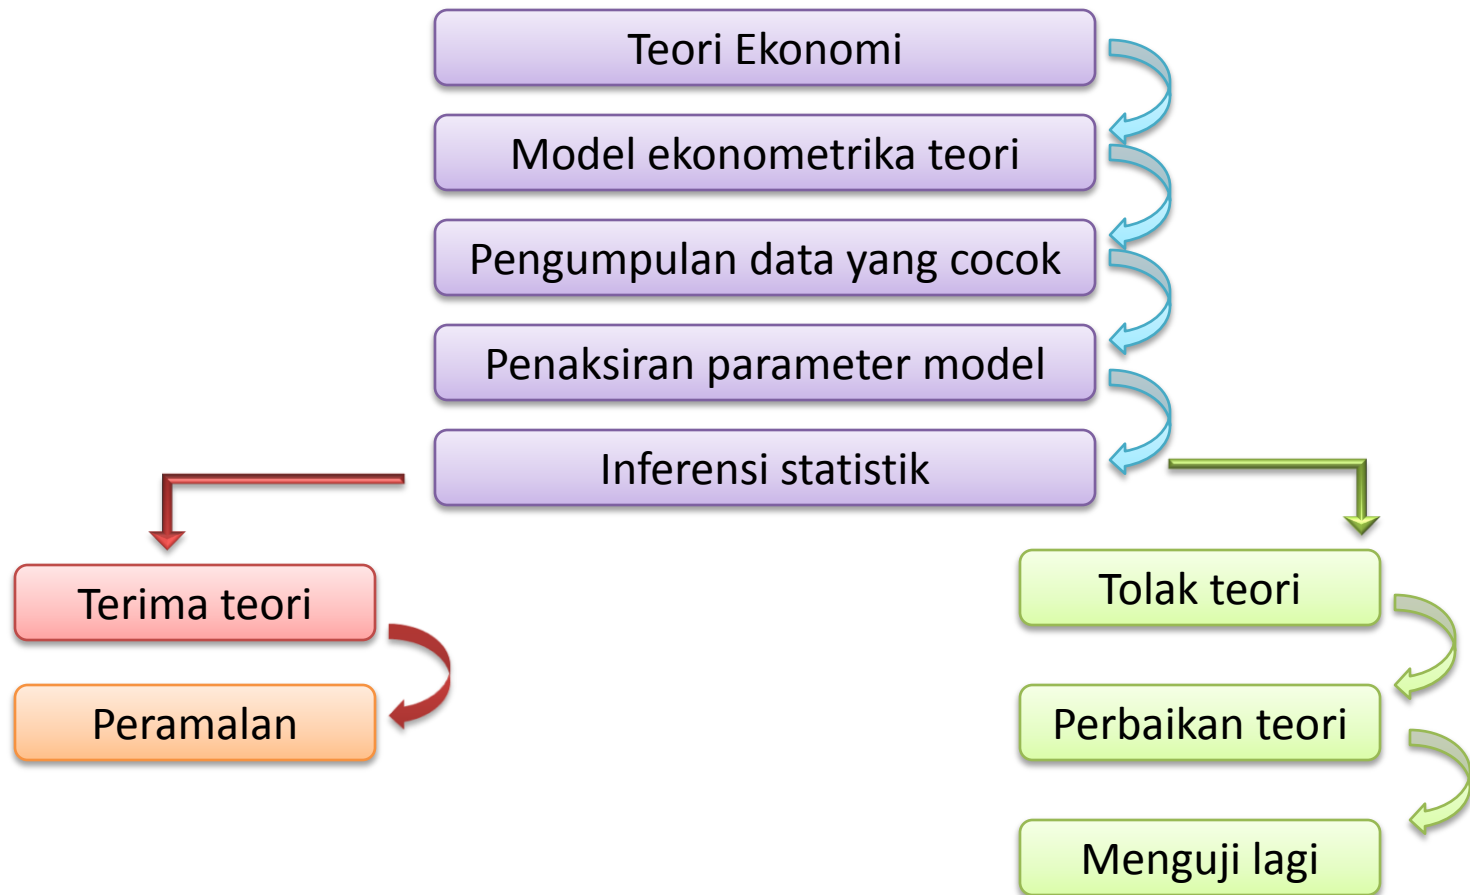 Teori Ekonomi
Model ekonometrika teori
Pengumpulan data yang cocok
Penaksiran parameter model
Inferensi statistik
Terima teori
Peramalan
Tolak teori
Perbaikan teori
Menguji lagi